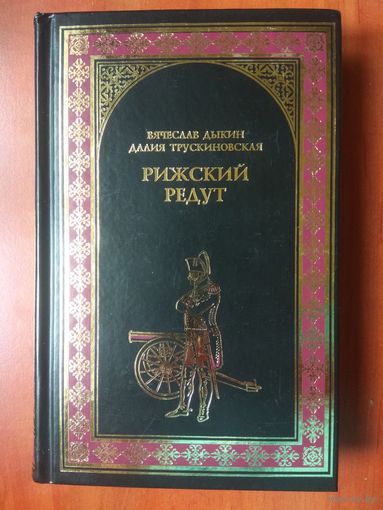 ВЯЧЕСЛАВ ДЫКИН
ДАЛИЯ ТРУСКИНОВСКАЯ
РИЖСКИЙ
РЕДУТ